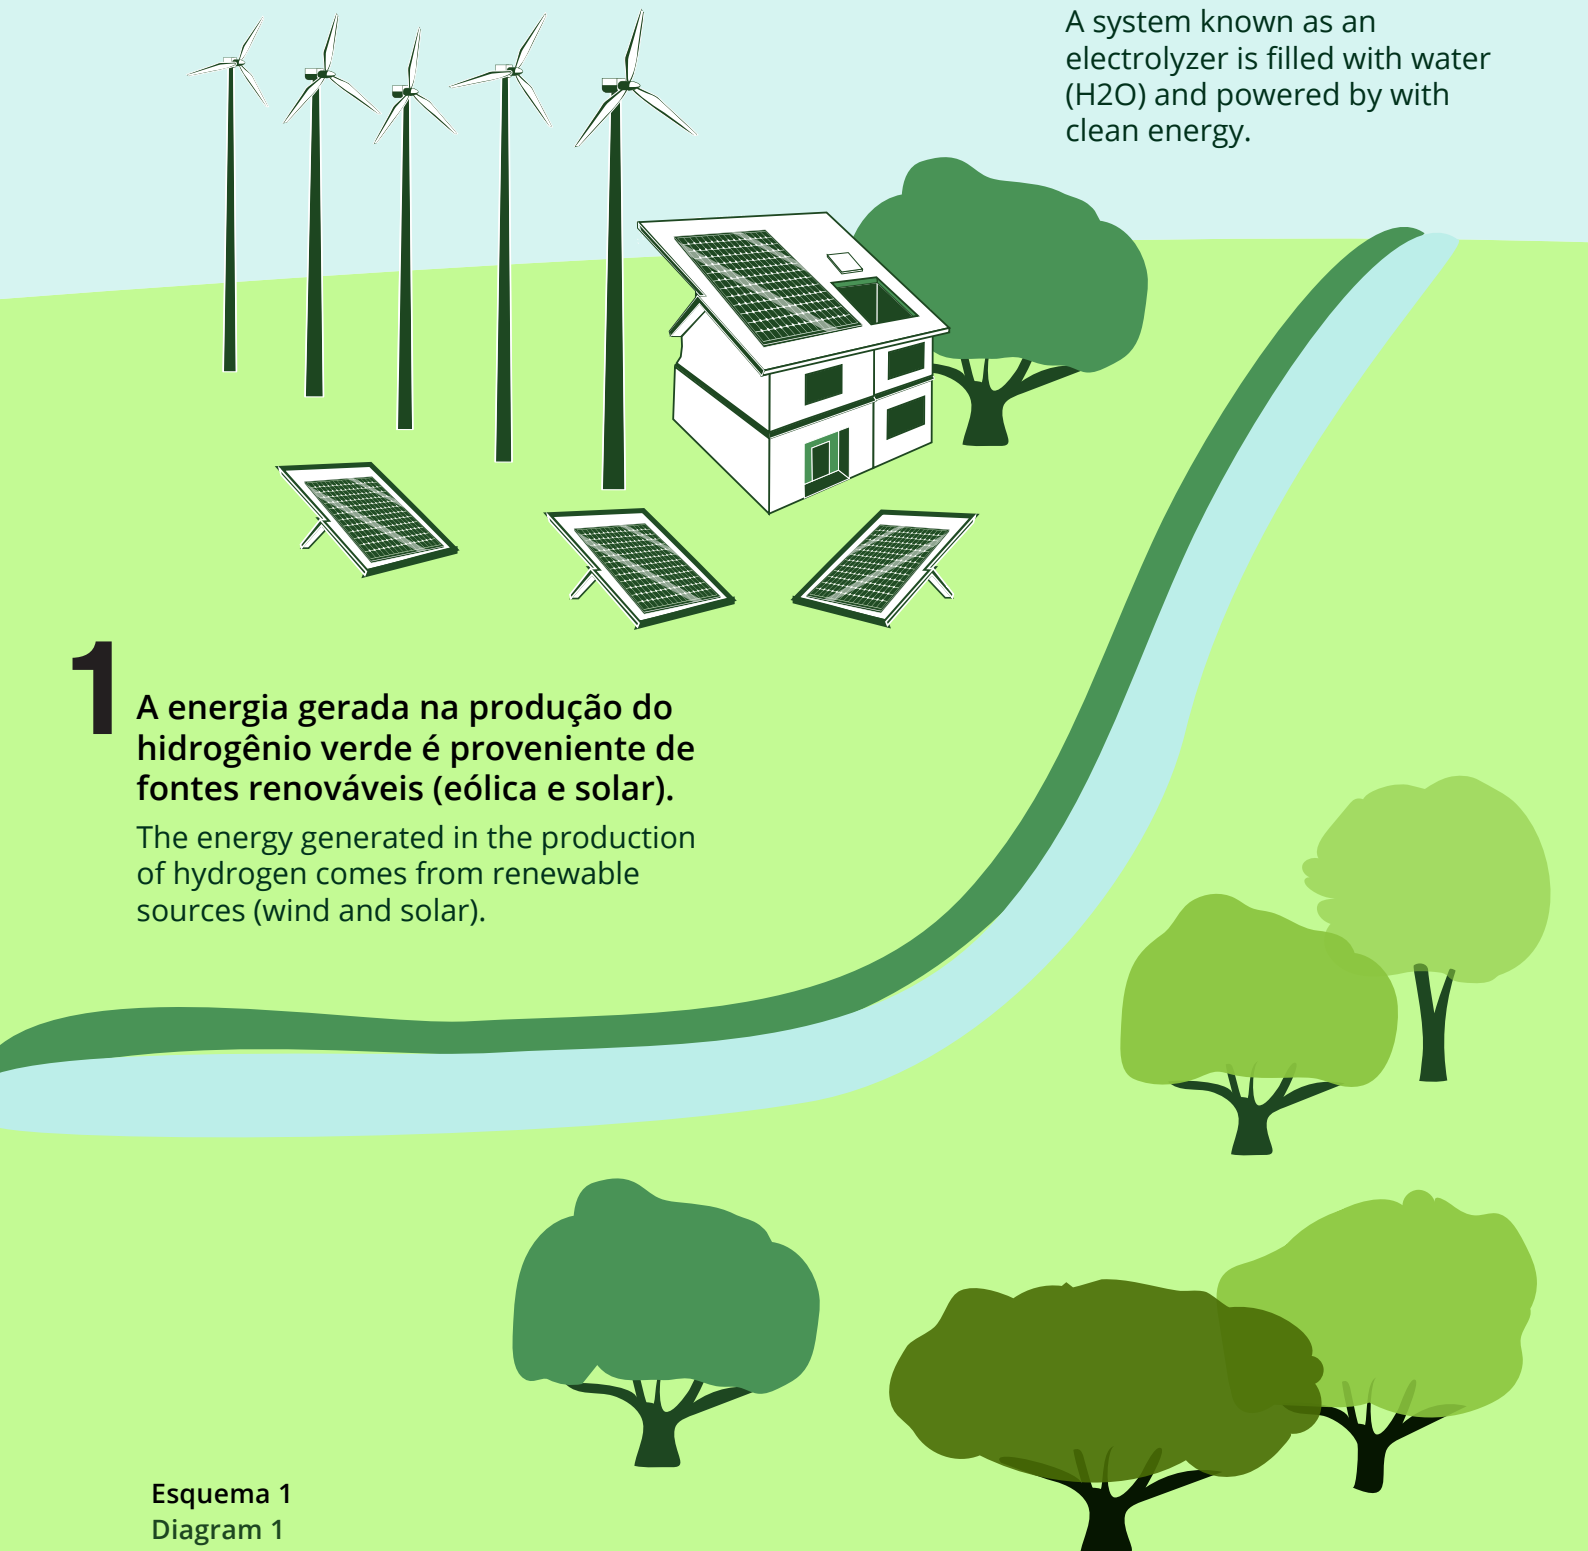 A system known as an
electrolyzer is filled with water
(H2O) and powered by with
clean energy.
1
A energia gerada na produção do
hidrogênio verde é proveniente de
fontes renováveis (eólica e solar).
The energy generated in the production
of hydrogen comes from renewable
sources (wind and solar).
Esquema 1
Diagram 1